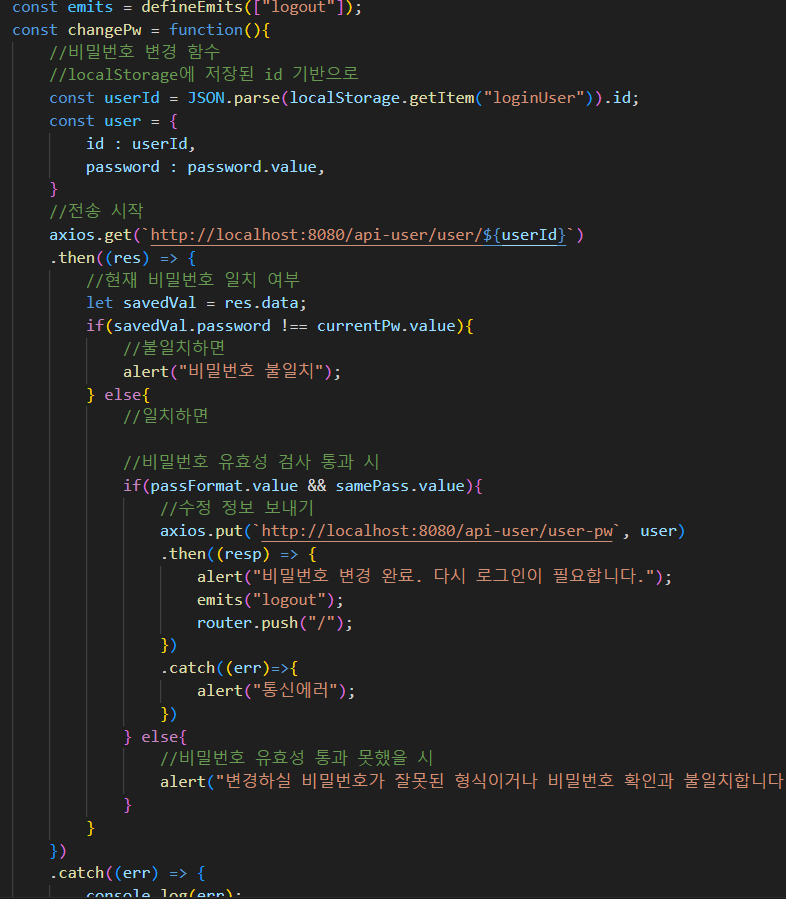 const emits = defineEmits(["logout"]);
const changePw = function(){
    //비밀번호 변경 함수
    //localStorage에 저장된 id 기반으로
    const userId = JSON.parse(localStorage.getItem("loginUser")).id;
    const user = {
        id : userId,
        password : password.value,
    }
    //전송 시작
    axios.get(`http://localhost:8080/api-user/user/${userId}`)
    .then((res) => {
        //현재 비밀번호 일치 여부
        let savedVal = res.data;
        if(savedVal.password !== currentPw.value){
            //불일치하면
            alert("비밀번호 불일치");
        } else{
            //일치하면
            //비밀번호 유효성 검사 통과 시
            if(passFormat.value && samePass.value){
                //수정 정보 보내기
                axios.put(`http://localhost:8080/api-user/user-pw`, user)
                .then((resp) => {
                    alert("비밀번호 변경 완료. 다시 로그인이 필요합니다.");
                    emits("logout");
                    router.push("/");
                })
                .catch((err)=>{
                    alert("통신에러");
                })
            } else{
                //비밀번호 유효성 통과 못했을 시
                alert("변경하실 비밀번호가 잘못된 형식이거나 비밀번호 확인과 불일치합니다
            }
        }
    })
    .catch((err) => {
        console.log(err);